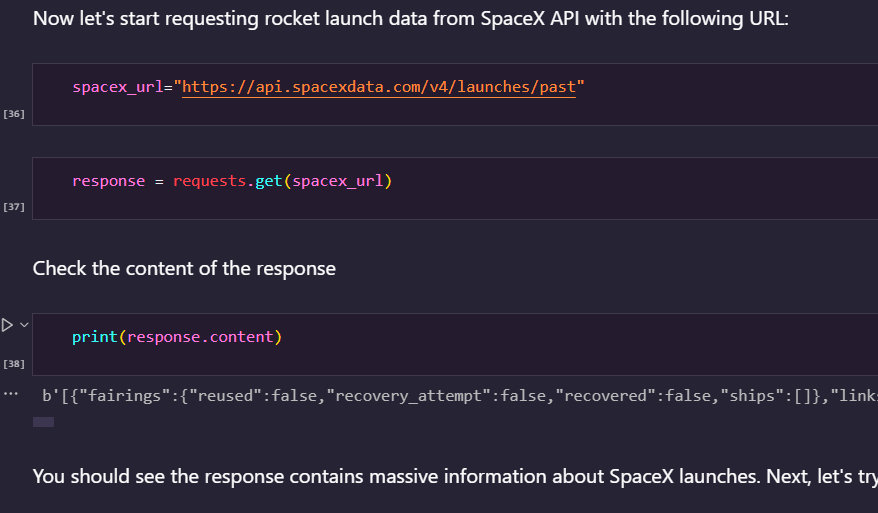 Now let's start requesting rocket launch data from SpaceX API with the following URL:
spacex_url="https://api.spacexdata.com/v4/launches/past"
[36]
response = requests.get(spacex_url)
[37]
Check the content of the response
print(response.content)
[38]
... b'[{"fairings":{"reused":false,"recovery_attempt":false,"recovered":false,"ships":[]},"links
You should see the response contains massive information about SpaceX launches. Next, let's try